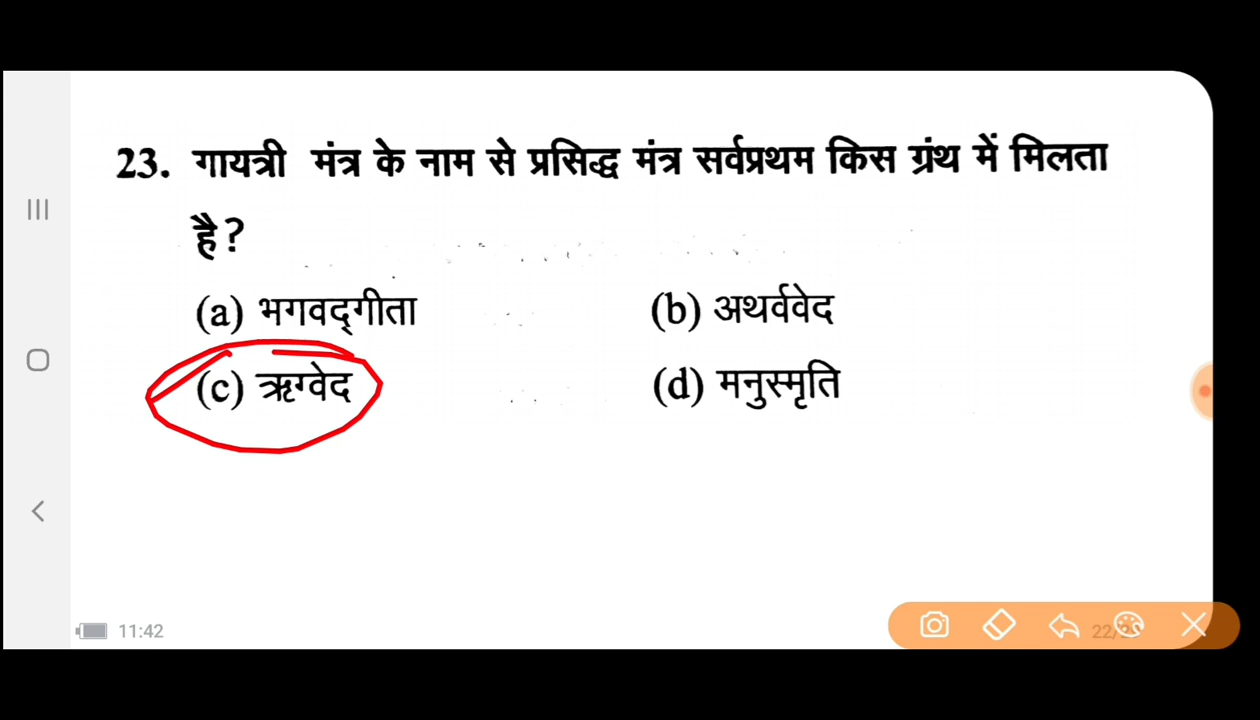 23. गायत्री मंत्र के नाम से प्रसिद्ध मंत्र सर्वप्रथम किस ग्रंथ में मिलता
है?
(a) भगवद्गीता (b) अथर्ववेद
(c) ऋग्वेद (d) मनुस्मृति
11:42